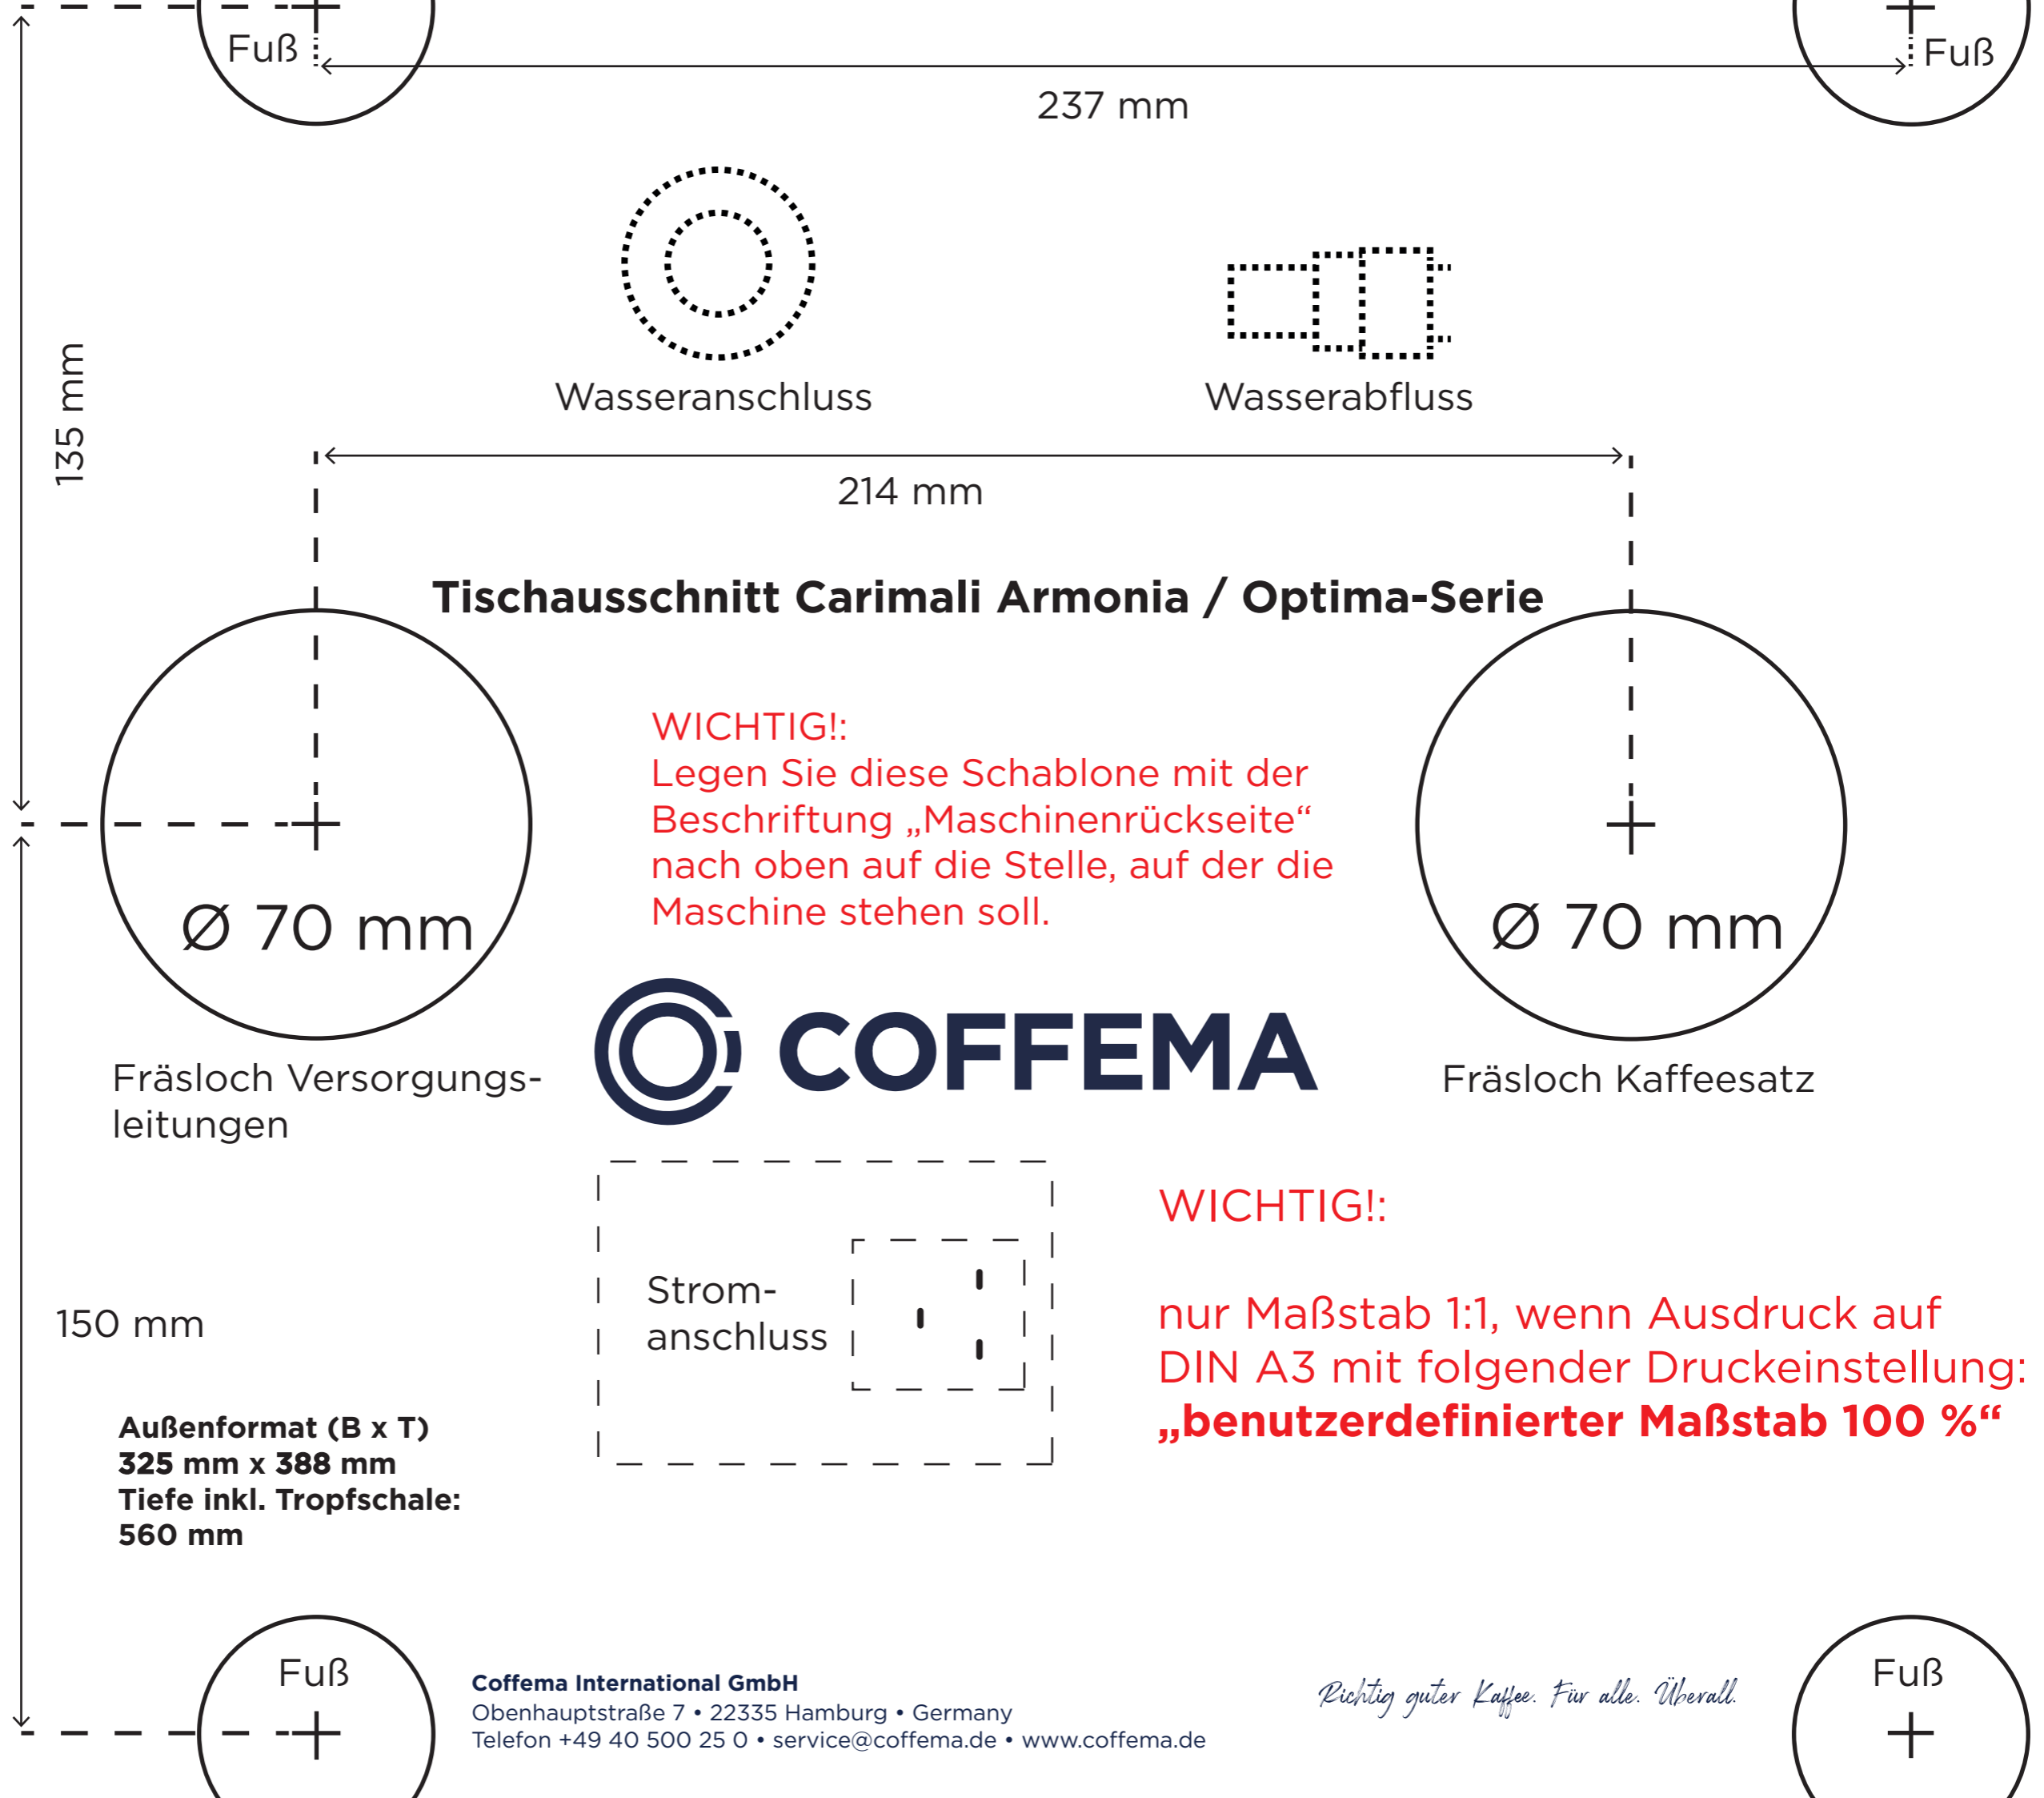 Fuß
Fuß
237 mm
Wasseranschluss
Wasserabfluss
135 mm
214 mm
Tischausschnitt Carimali Armonia / Optima-Serie
WICHTIG!:
Legen Sie diese Schablone mit der
Beschriftung „Maschinenrückseite“
nach oben auf die Stelle, auf der die
Maschine stehen soll.
Ø 70 mm
Ø 70 mm
COFFEMA
Fräsloch Versorgungs-
leitungen
Fräsloch Kaffeesatz
WICHTIG!:
nur Maßstab 1:1, wenn Ausdruck auf
DIN A3 mit folgender Druckeinstellung:
„benutzerdefinierter Maßstab 100 %“
Strom-
anschluss
150 mm
Außenformat (B x T)
325 mm x 388 mm
Tiefe inkl. Tropfschale:
560 mm
Fuß
Coffema International GmbH
Obenhauptstraße 7 • 22335 Hamburg • Germany
Telefon +49 40 500 25 0 • service@coffema.de • www.coffema.de
Richtig guter Kaffee. Für alle. Überall.
Fuß